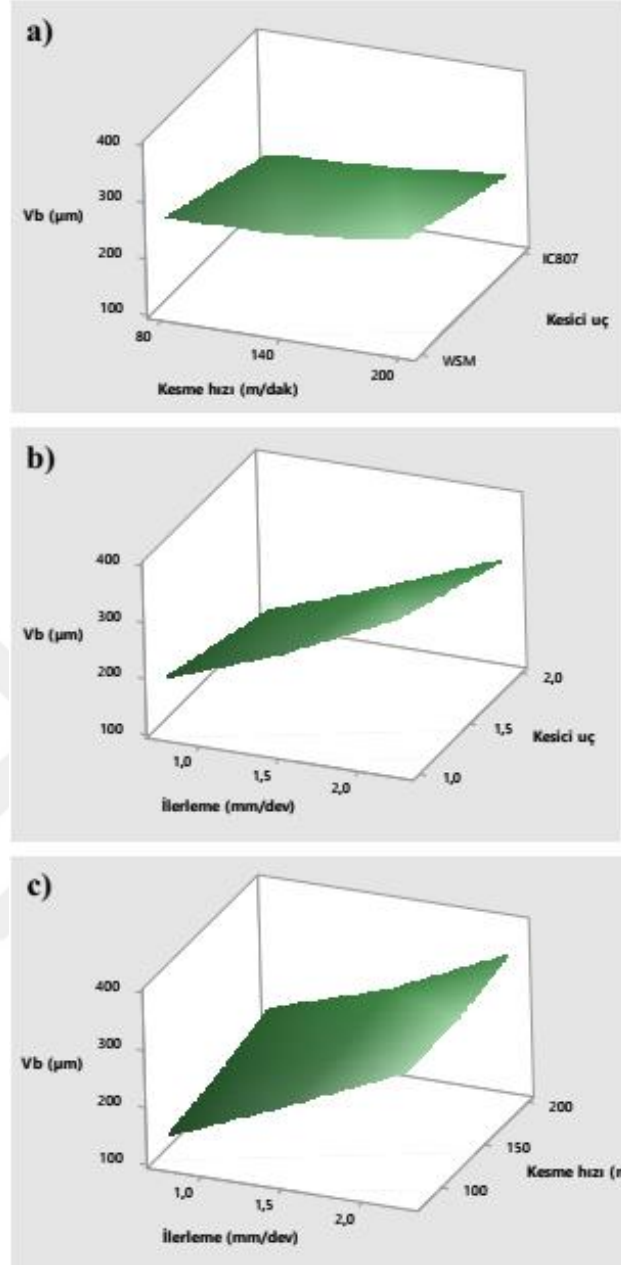 a)
400
300
Vb (µm)
200
100
80
140
200
Kesme hızı (m/dak)
WSM
IC807
Kesici uç
b)
400
300
Vb (µm)
200
100
1,0
1,5
2,0
İlerleme (mm/dev)
1,0
1,5
2,0
Kesici uç
c)
400
300
Vb (µm)
200
100
1,0
1,5
2,0
İlerleme (mm/dev)
100
150
200
Kesme hızı (